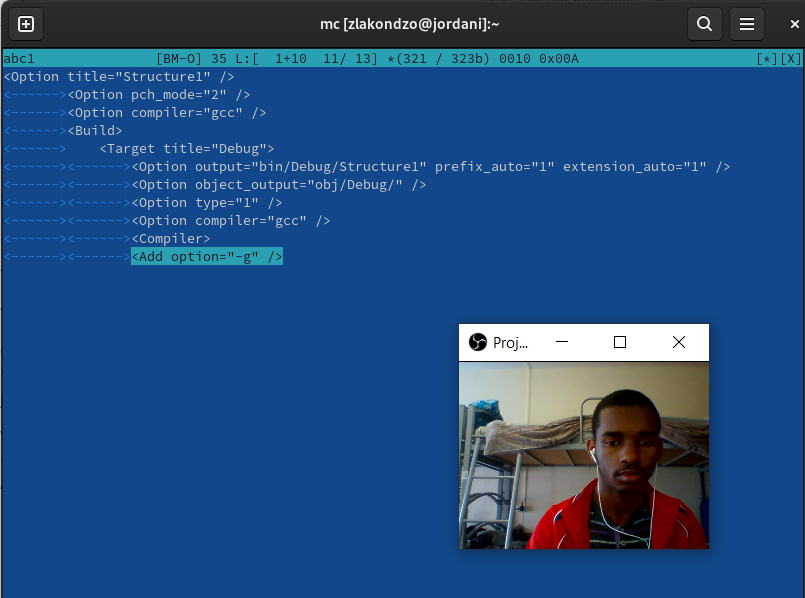 mc [zlakondzo@jordani]:~
abc1 [BM-O] 35 L:[ 1+10 11/ 13] *(321 / 323b) 0010 0x00A [*][X]
<Option title="Structure1" />
<------><Option pch_mode="2" />
<------><Option compiler="gcc" />
<------><Build>
<------>    <Target title="Debug">
<------><------><Option output="bin/Debug/Structure1" prefix_auto="1" extension_auto="1" />
<------><------><Option object_output="obj/Debug/" />
<------><------><Option type="1" />
<------><------><Option compiler="gcc" />
<------><------><Compiler>
<------><------><Add option="-g" />
Proj...